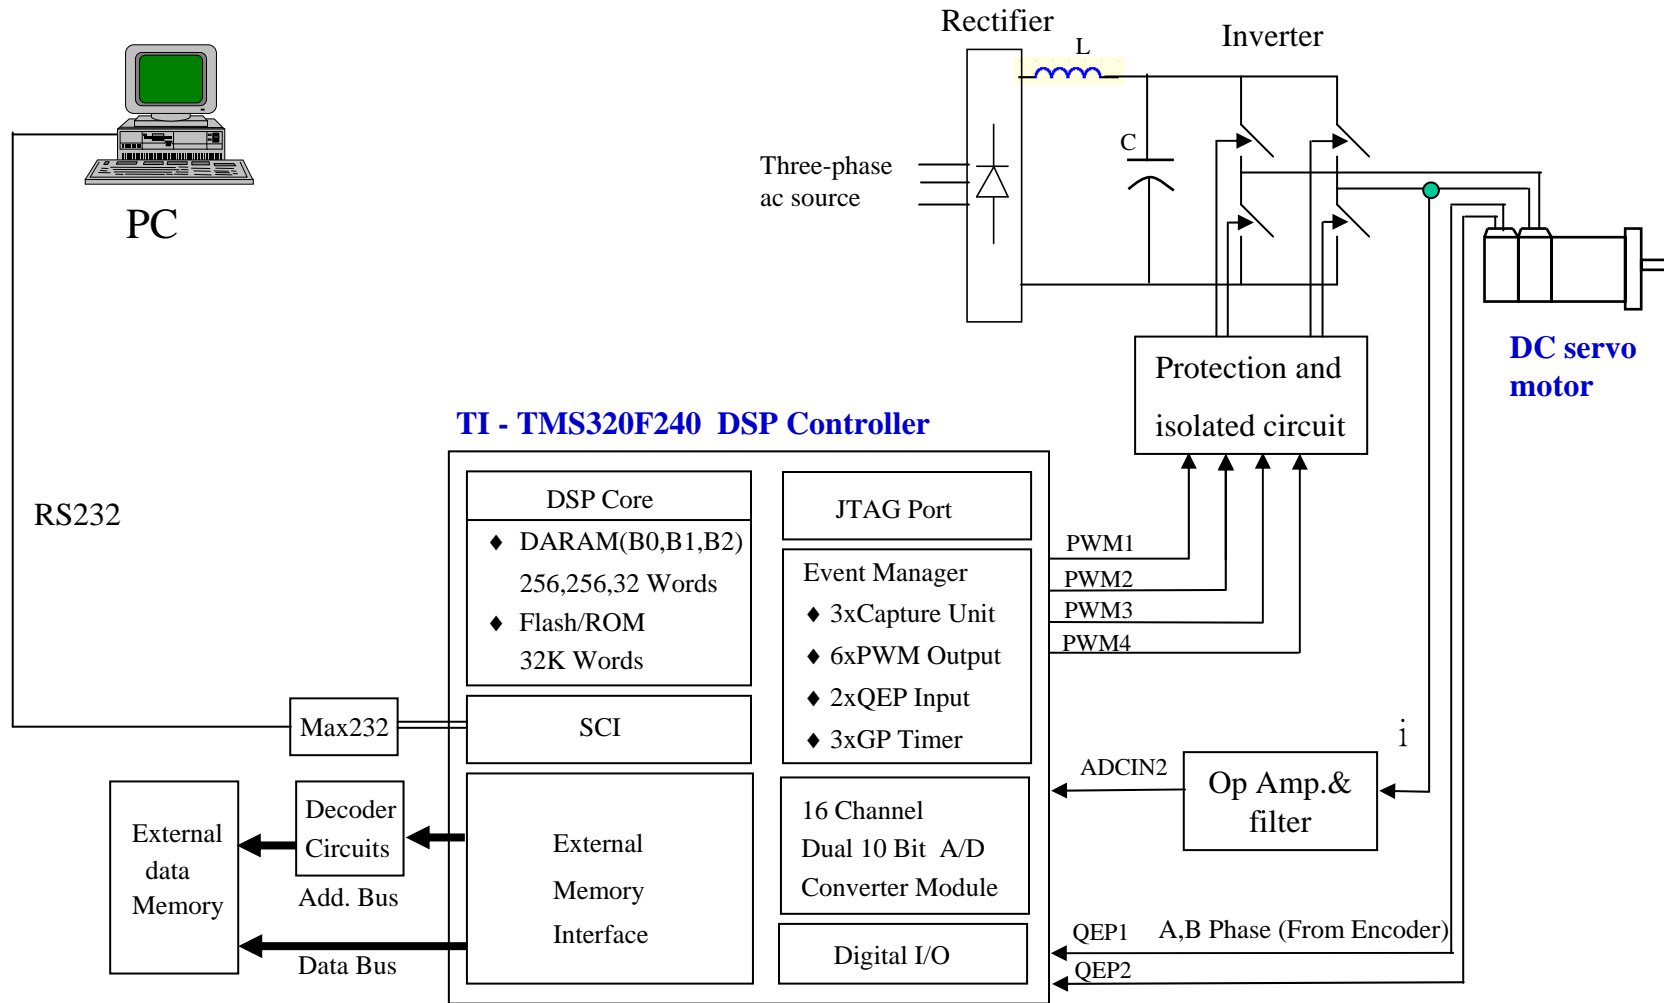 Rectifier
L
Inverter
C
Three-phase
ac source
PC
DC servo
motor
Protection and
isolated circuit
TI - TMS320F240 DSP Controller
RS232
DSP Core
♦ DARAM(B0,B1,B2)
256,256,32 Words
♦ Flash/ROM
32K Words
JTAG Port
Event Manager
♦ 3xCapture Unit
♦ 6xPWM Output
♦ 2xQEP Input
♦ 3xGP Timer
PWM1
PWM2
PWM3
PWM4
Max232
SCI
i
ADCIN2
Op Amp.&
filter
External
data
Memory
Decoder
Circuits
Add. Bus
Data Bus
External
Memory
Interface
16 Channel
Dual 10 Bit A/D
Converter Module
Digital I/O
QEP1
A,B Phase (From Encoder)
QEP2